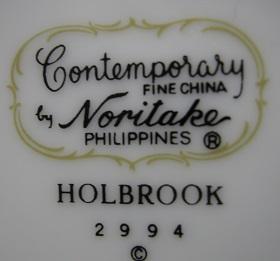 Contemporary
FINE CHINA
by Noritake
PHILIPPINES ®
HOLBROOK
2994
©